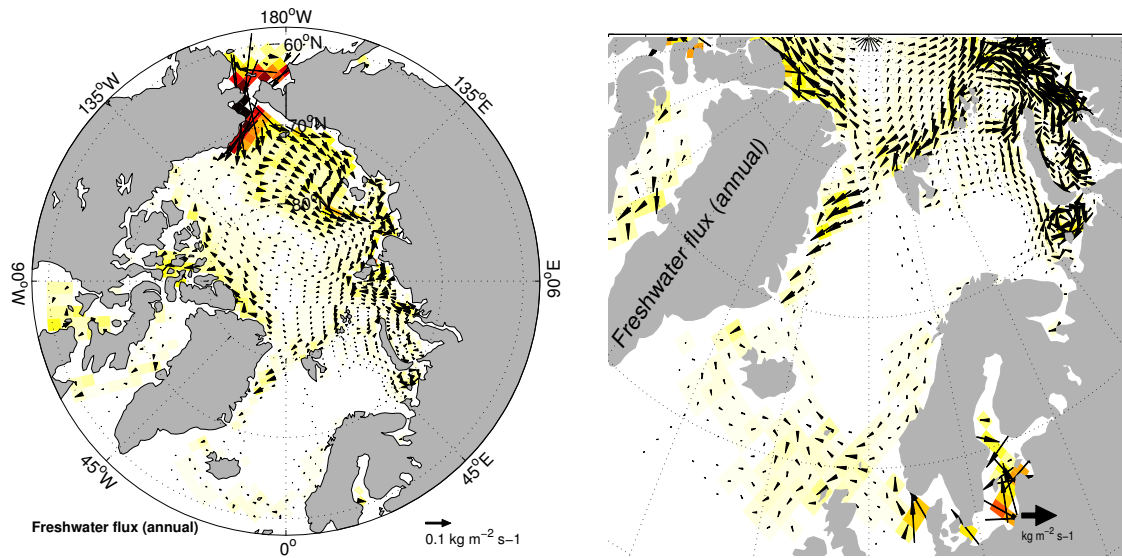 180°W
60°N
135°W
135°E
70°N
80°N
90°W
90°E
45°W
45°E
0°
Freshwater flux (annual)
0.1 kg m−2 s−1
Freshwater flux (annual)
kg m−2 s−1